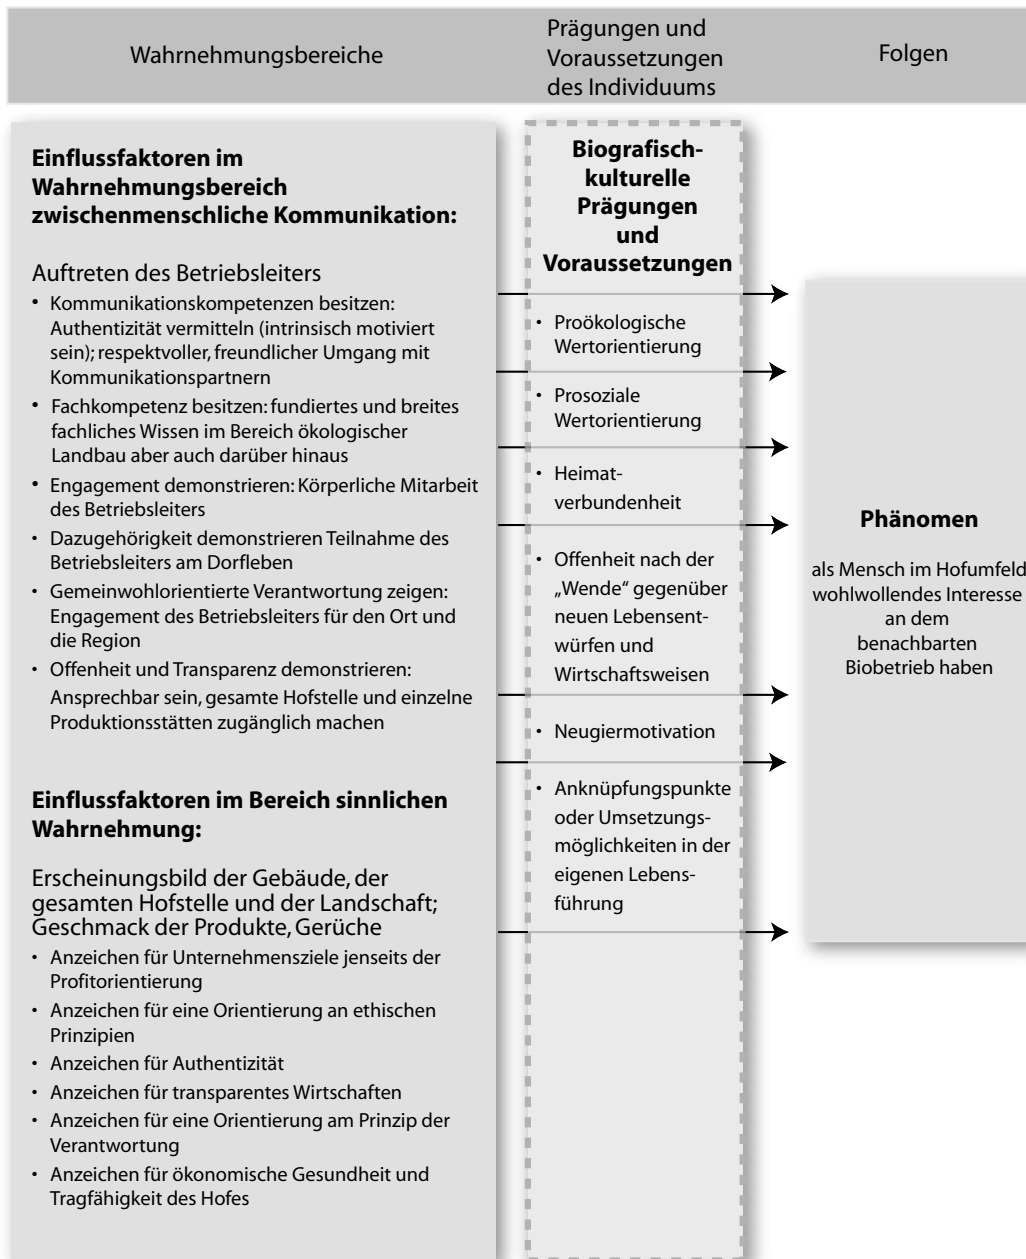 Wahrnehmungsbereiche
Prägungen und
Voraussetzungen
des Individuums
Folgen
Einflussfaktoren im
Wahrnehmungsbereich
zwischenmenschliche Kommunikation:
Auftreten des Betriebsleiters
• Kommunikationskompetenzen besitzen:
Authentizität vermitteln (intrinsisch motiviert
sein); respektvoller, freundlicher Umgang mit
Kommunikationspartnern
• Fachkompetenz besitzen: fundiertes und breites
fachliches Wissen im Bereich ökologischer
Landbau aber auch darüber hinaus
• Engagement demonstrieren: Körperliche Mitarbeit
des Betriebsleiters
• Dazugehörigkeit demonstrieren Teilnahme des
Betriebsleiters am Dorfleben
• Gemeinwohlorientierte Verantwortung zeigen:
Engagement des Betriebsleiters für den Ort und
die Region
• Offenheit und Transparenz demonstrieren:
Ansprechbar sein, gesamte Hofstelle und einzelne
Produktionsstätten zugänglich machen
Einflussfaktoren im Bereich sinnlichen
Wahrnehmung:
Erscheinungsbild der Gebäude, der
gesamten Hofstelle und der Landschaft;
Geschmack der Produkte, Gerüche
• Anzeichen für Unternehmensziele jenseits der
Profitorientierung
• Anzeichen für eine Orientierung an ethischen
Prinzipien
• Anzeichen für Authentizität
• Anzeichen für transparentes Wirtschaften
• Anzeichen für eine Orientierung am Prinzip der
Verantwortung
• Anzeichen für ökonomische Gesundheit und
Tragfähigkeit des Hofes
Biografisch-
kulturelle
Prägungen
und
Voraussetzungen
• Proökologische
Wertorientierung
• Prosoziale
Wertorientierung
• Heimat-
verbundenheit
• Offenheit nach der
„Wende“ gegenüber
neuen Lebensent-
würfen und
Wirtschaftsweisen
• Neugiermotivation
• Anknüpfungspunkte
oder Umsetzungs-
möglichkeiten in der
eigenen Lebens-
führung
Phänomen
als Mensch im Hofumfeld
wohlwollendes Interesse
an dem
benachbarten
Biobetrieb haben